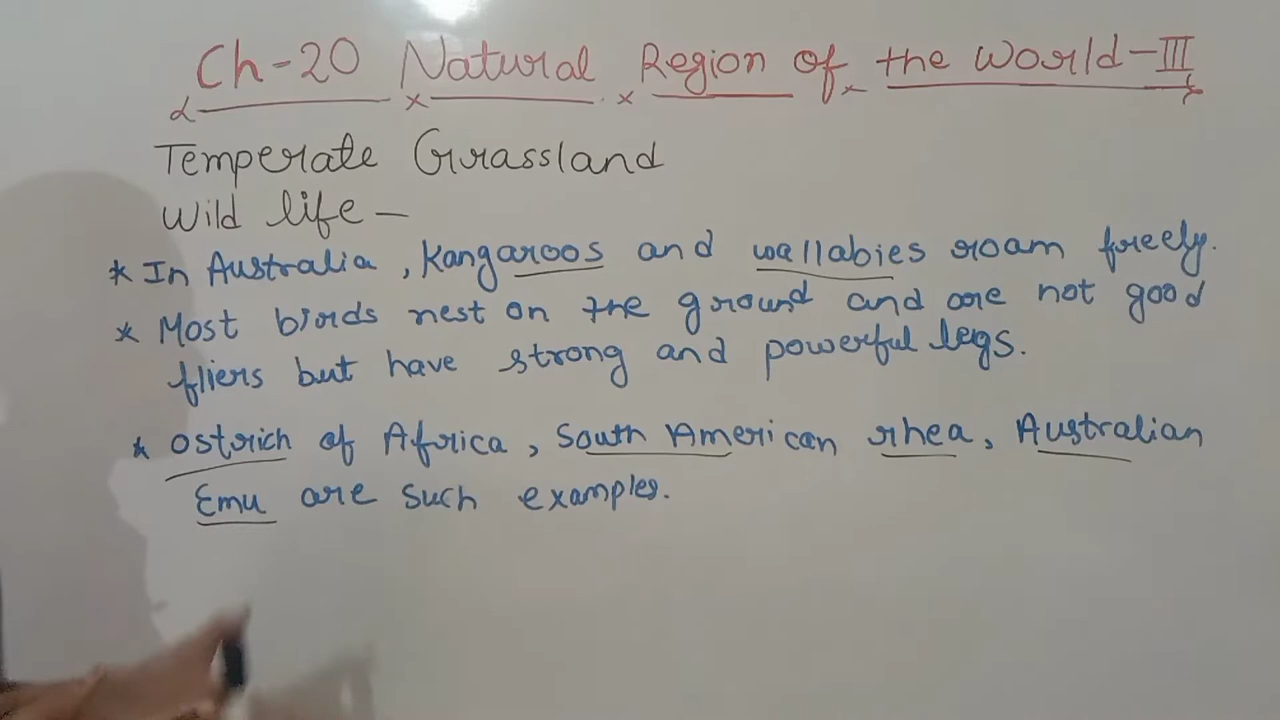 Ch-20 Natural Region of the World-III
Temperate Grassland
Wild life –
* In Australia, Kangaroos and wallabies roam freely.
* Most birds nest on the ground and are not good
fliers but have strong and powerful legs.
* Ostrich of Africa, South American rhea, Australian
Emu are such examples.